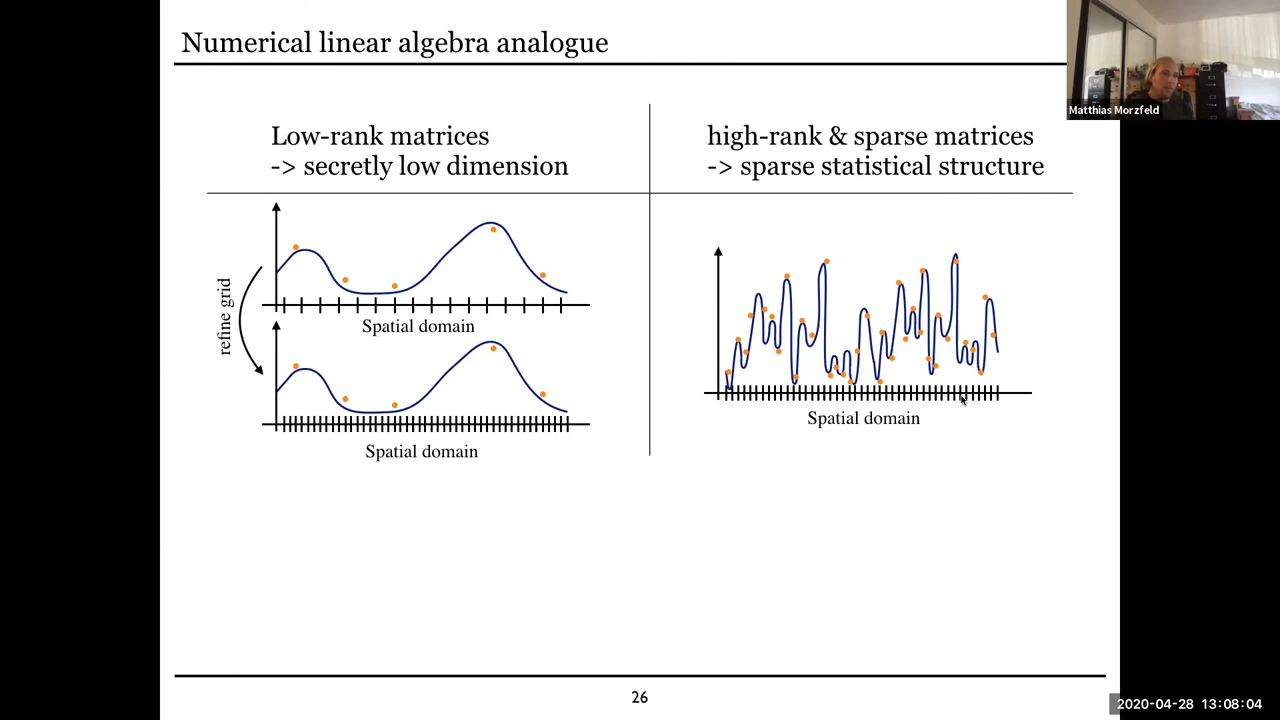 Numerical linear algebra analogue
Matthias Morzfeld
Low-rank matrices
-> secretly low dimension
high-rank & sparse matrices
-> sparse statistical structure
refine grid
Spatial domain
Spatial domain
Spatial domain
26
2020-04-28 13:08:04